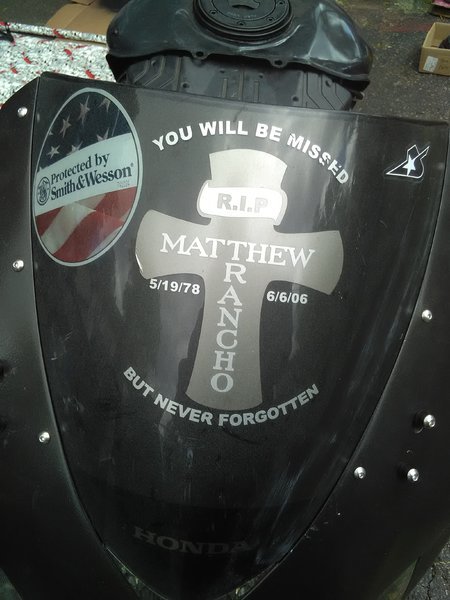 YOU WILL BE MISSED
R.I.P
MATTHEW
TRANCHO
5/19/78
6/6/06
BUT NEVER FORGOTTEN
Protected by
Smith&Wesson®
HONDA